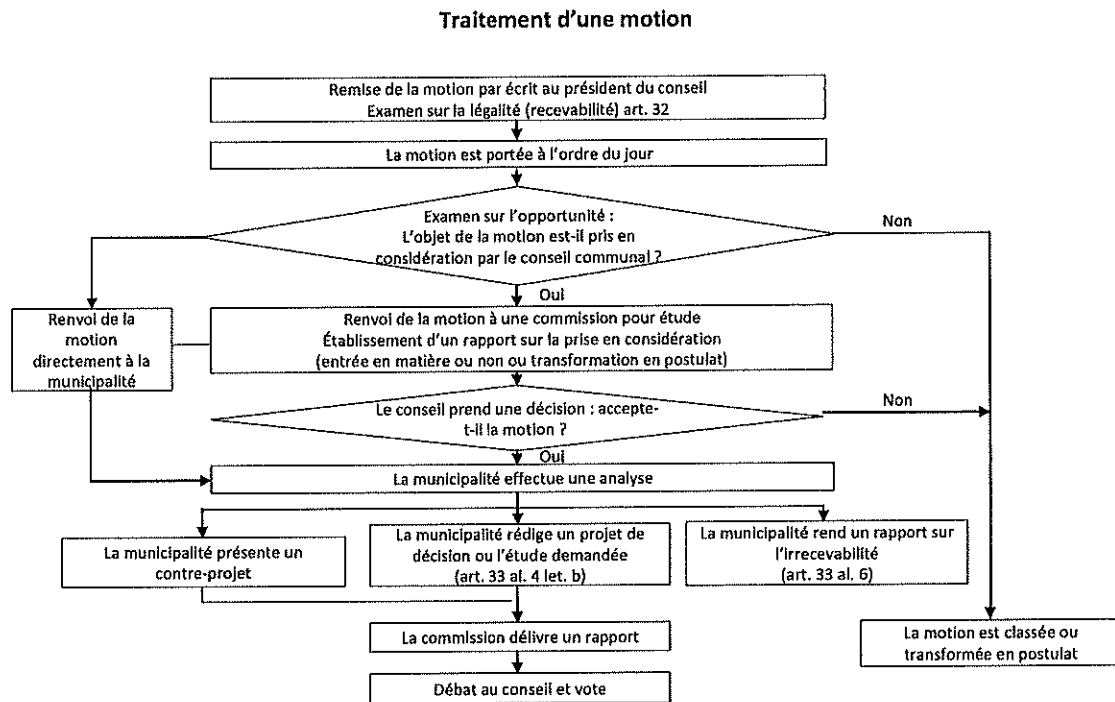 Traitement d'une motion
Remise de la motion par écrit au président du conseil
Examen sur la légalité (recevabilité) art. 32
La motion est portée à l'ordre du jour
Examen sur l'opportunité :
L'objet de la motion est-il pris en
considération par le conseil communal ?
Non
Oui
Renvoi de la
motion
directement à la
municipalité
Renvoi de la motion à une commission pour étude
Établissement d'un rapport sur la prise en considération
(entrée en matière ou non ou transformation en postulat)
Le conseil prend une décision : accepte-
t-il la motion ?
Non
Oui
La municipalité effectue une analyse
La municipalité présente un
contre-projet
La municipalité rédige un projet de
décision ou l'étude demandée
(art. 33 al. 4 let. b)
La municipalité rend un rapport sur
l'irrecevabilité
(art. 33 al. 6)
La commission délivre un rapport
La motion est classée ou
transformée en postulat
Débat au conseil et vote